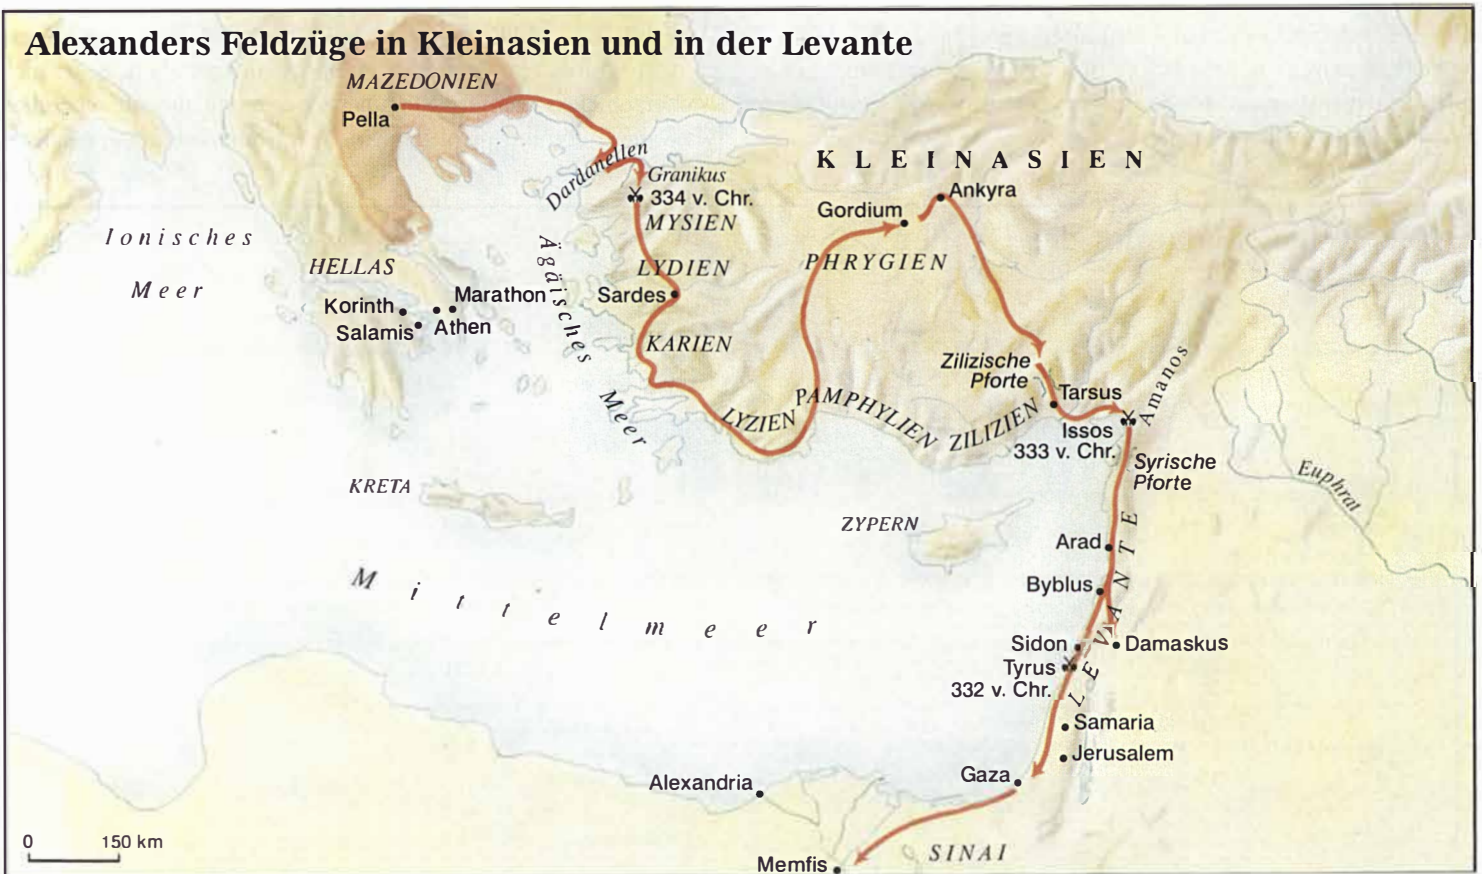 Alexanders Feldzüge in Kleinasien und in der Levante
MAZEDONIEN
Pella
Dardanellen
Granikus
334 v. Chr.
MYSIEN
KLEINASIEN
Ankyra
Gordium
PHRYGIEN
Ionisches
Meer
HELLAS
Korinth
Marathon
Salamis
Athen
Ägäisches
Meer
LYDIEN
Sardes
KARIEN
LYZIEN
PAMPHYLIEN
ZILIZIEN
Zilizische
Pforte
Tarsus
Issos
333 v. Chr.
Amanos
Syrische
Pforte
Euphrat
KRETA
ZYPERN
Mittelmeer
Arad
Byblus
LEVANTE
Sidon
Damaskus
Tyrus
332 v. Chr.
Samaria
Jerusalem
Gaza
Alexandria
Memfis
SINAI
0 150 km